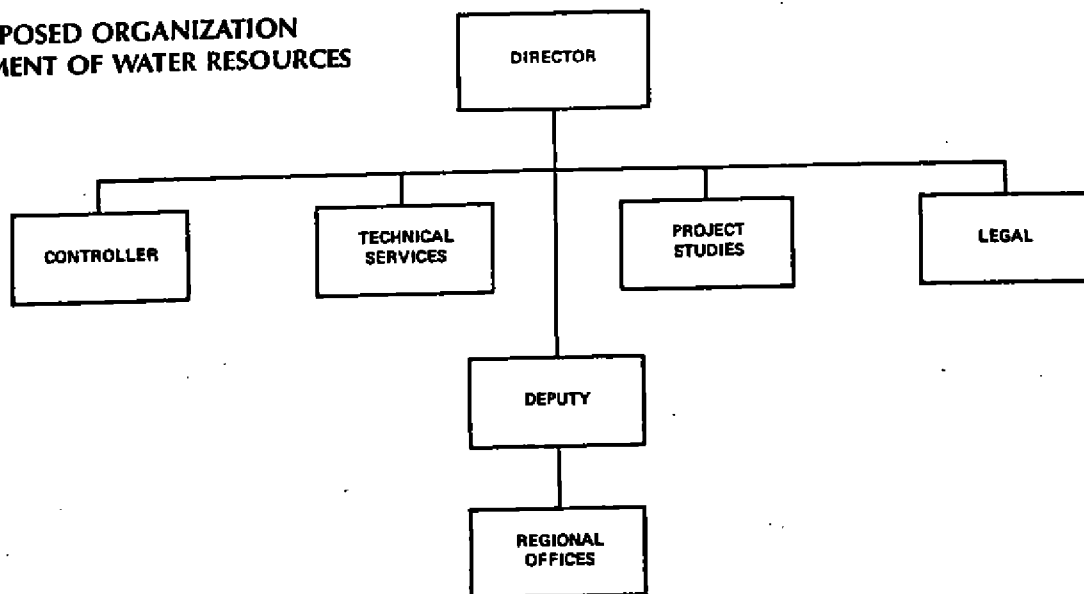 POSED ORGANIZATION
MENT OF WATER RESOURCES
DIRECTOR
CONTROLLER
TECHNICAL
SERVICES
PROJECT
STUDIES
LEGAL
DEPUTY
REGIONAL
OFFICES